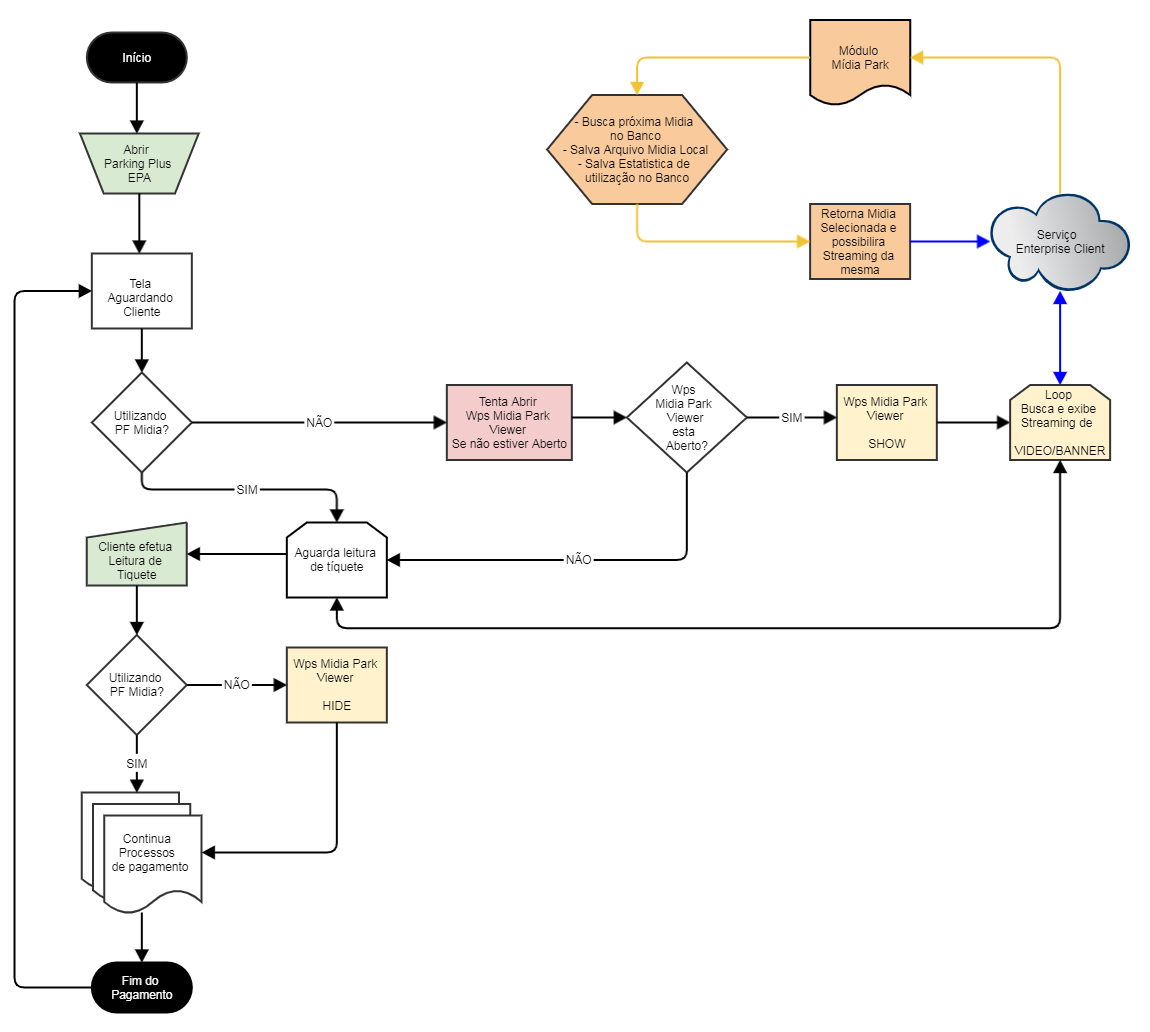 Início
Abrir
Parking Plus
EPA
Tela
Aguardando
Cliente
Utilizando
PF Midia?
NÃO
SIM
Tenta Abrir
Wps Midia Park
Viewer
Se não estiver Aberto
Wps
Midia Park
Viewer
esta
Aberto?
SIM
NÃO
Wps Midia Park
Viewer
SHOW
Loop
Busca e exibe
Streaming de
VIDEO/BANNER
Serviço
Enterprise Client
Módulo
Mídia Park
- Busca próxima Midia
no Banco
- Salva Arquivo Midia Local
- Salva Estatistica de
utilização no Banco
Retorna Midia
Selecionada e
possibilira
Streaming da
mesma
Aguarda leitura
de tíquete
Cliente efetua
Leitura de
Tiquete
Utilizando
PF Midia?
NÃO
SIM
Wps Midia Park
Viewer
HIDE
Continua
Processos
de pagamento
Fim do
Pagamento